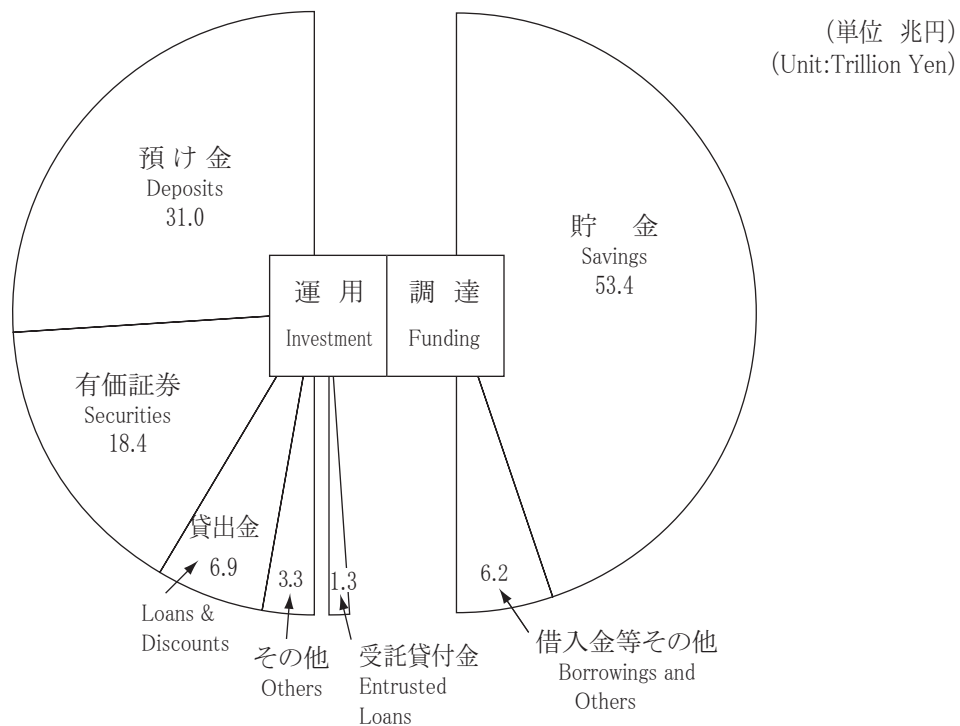 (単位 兆円)
(Unit:Trillion Yen)
預け金
Deposits
31.0
貯 金
Savings
53.4
運 用
Investment
調 達
Funding
有価証券
Securities
18.4
貸出金
6.9
Loans &
Discounts
3.3
その他
Others
1.3
受託貸付金
Entrusted
Loans
6.2
借入金等その他
Borrowings and
Others